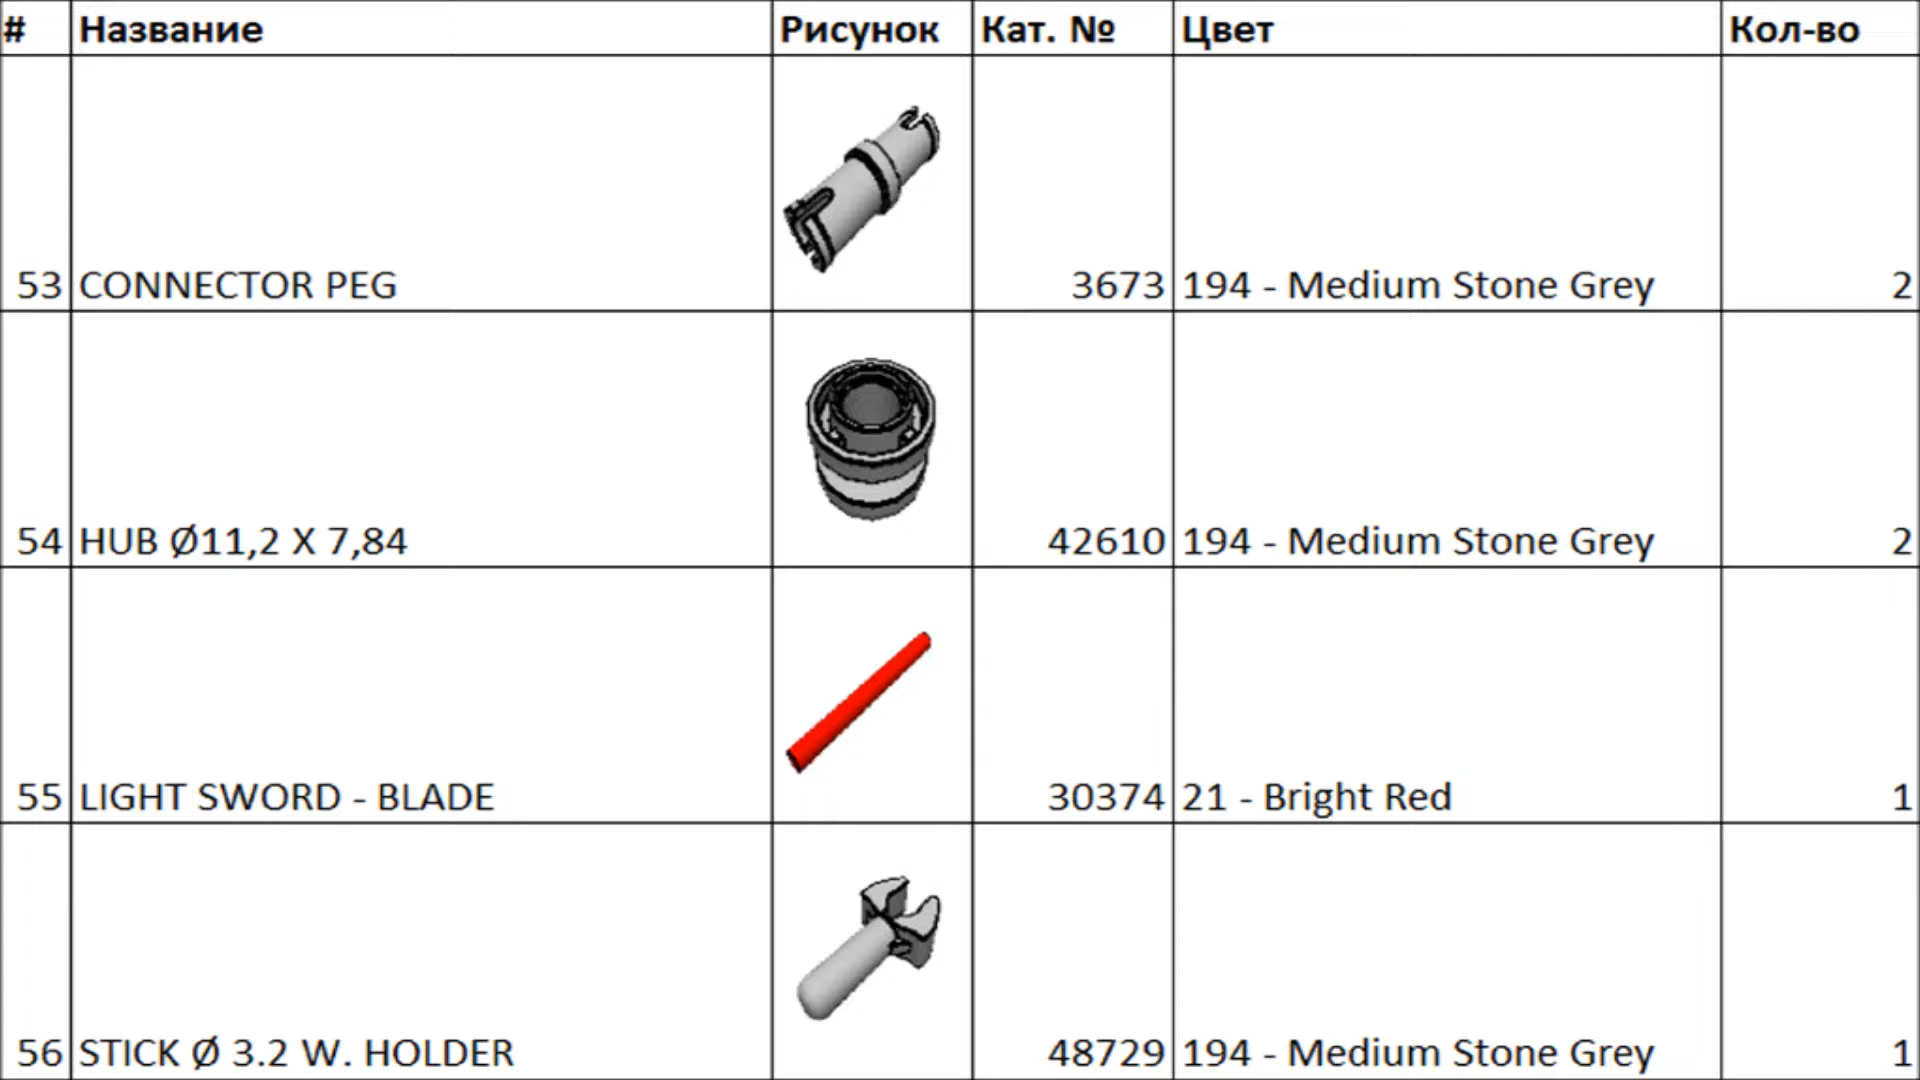 # Название Рисунок Кат. № Цвет Кол-во
53 CONNECTOR PEG 3673 194 - Medium Stone Grey 2
54 HUB Ø11,2 X 7,84 42610 194 - Medium Stone Grey 2
55 LIGHT SWORD - BLADE 30374 21 - Bright Red 1
56 STICK Ø 3.2 W. HOLDER 48729 194 - Medium Stone Grey 1